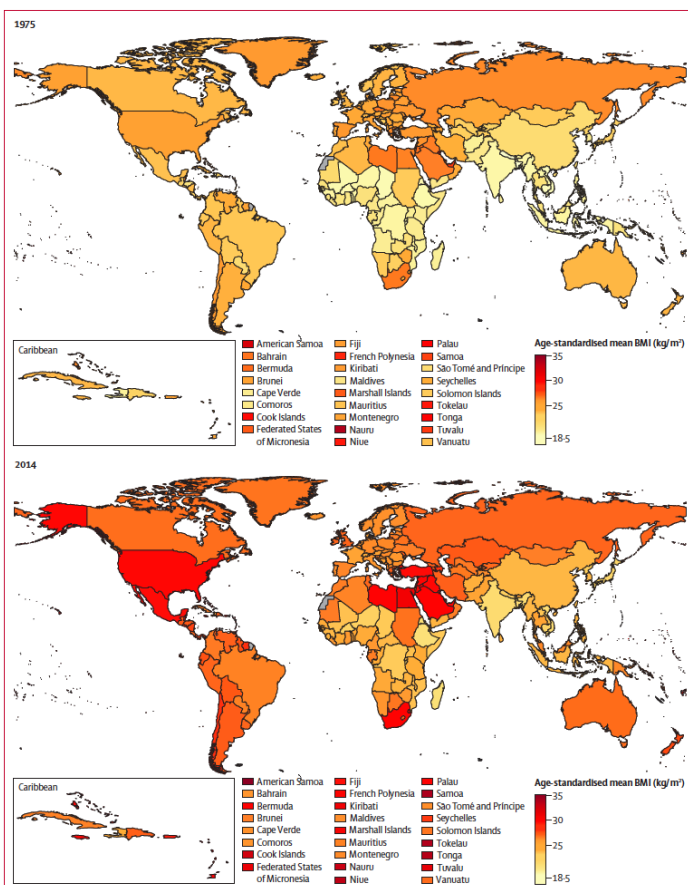 1975
Caribbean
American Samoa
Bahrain
Bermuda
Brunei
Cape Verde
Comoros
Cook Islands
Federated States
of Micronesia
Fiji
French Polynesia
Kiribati
Maldives
Marshall Islands
Mauritius
Montenegro
Nauru
Niue
Palau
Samoa
São Tomé and Príncipe
Seychelles
Solomon Islands
Tokelau
Tonga
Tuvalu
Vanuatu
Age-standardised mean BMI (kg/m²)
35
30
25
18·5
2014
Caribbean
American Samoa
Bahrain
Bermuda
Brunei
Cape Verde
Comoros
Cook Islands
Federated States
of Micronesia
Fiji
French Polynesia
Kiribati
Maldives
Marshall Islands
Mauritius
Montenegro
Nauru
Niue
Palau
Samoa
São Tomé and Príncipe
Seychelles
Solomon Islands
Tokelau
Tonga
Tuvalu
Vanuatu
Age-standardised mean BMI (kg/m²)
35
30
25
18·5